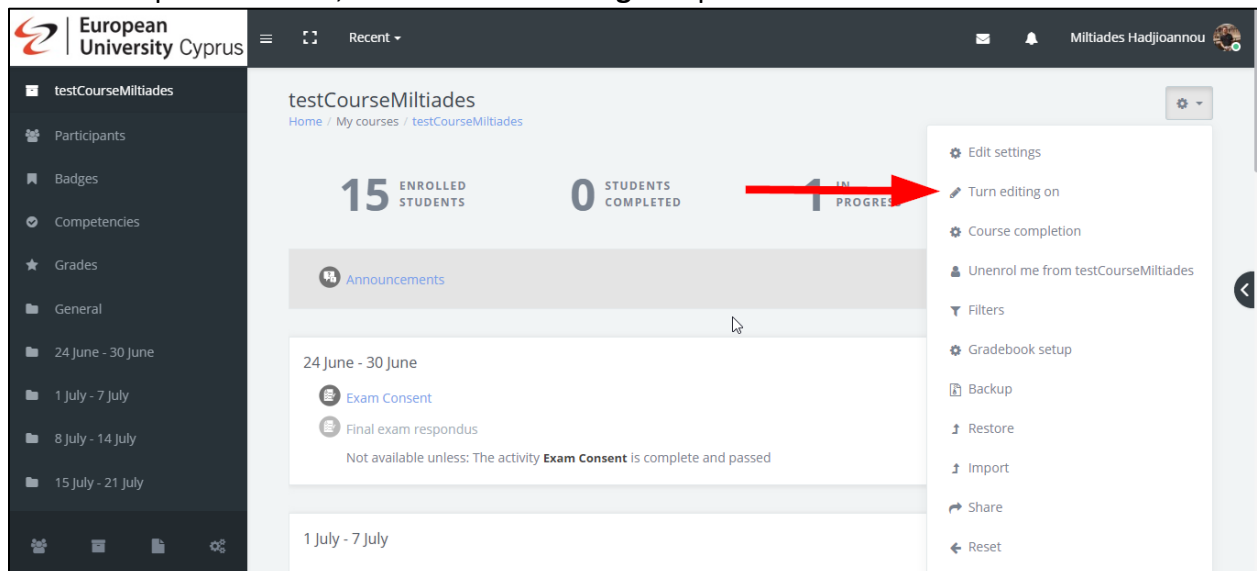 European
University Cyprus
Recent
Miltiades Hadjioannou
testCourseMiltiades
Participants
Badges
Competencies
Grades
General
24 June - 30 June
1 July - 7 July
8 July - 14 July
15 July - 21 July
testCourseMiltiades
Home / My courses / testCourseMiltiades
15 ENROLLED
STUDENTS
0 STUDENTS
COMPLETED
1 IN
PROGRESS
Announcements
24 June - 30 June
Exam Consent
Final exam respondus
Not available unless: The activity Exam Consent is complete and passed
1 July - 7 July
Edit settings
Turn editing on
Course completion
Unenrol me from testCourseMiltiades
Filters
Gradebook setup
Backup
Restore
Import
Share
Reset